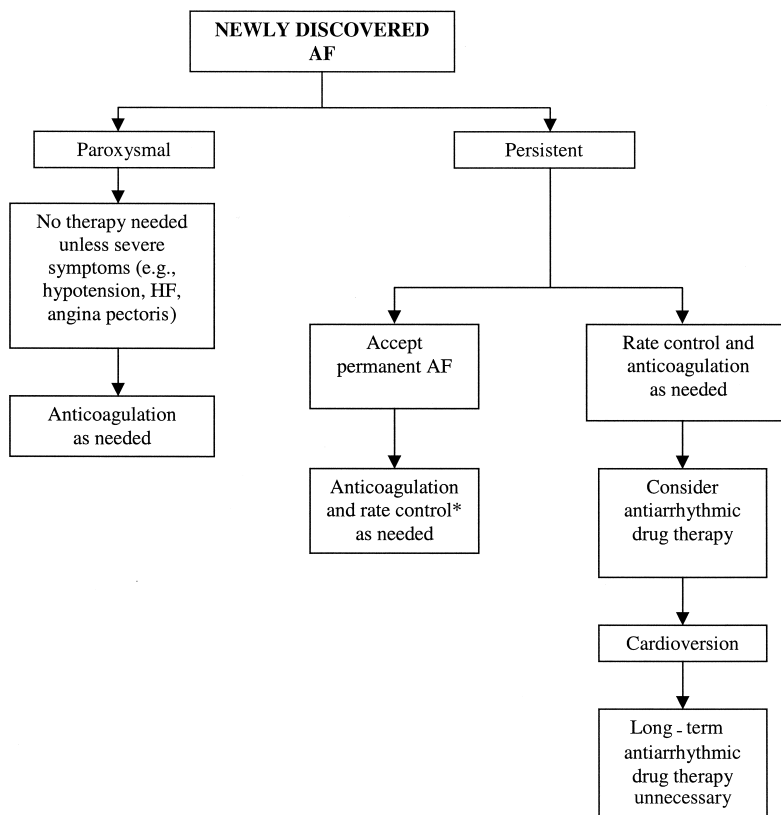 NEWLY DISCOVERED
AF
Paroxysmal
Persistent
No therapy needed
unless severe
symptoms (e.g.,
hypotension, HF,
angina pectoris)
Anticoagulation
as needed
Accept
permanent AF
Anticoagulation
and rate control*
as needed
Rate control and
anticoagulation
as needed
Consider
antiarrhythmic
drug therapy
Cardioversion
Long-term
antiarrhythmic
drug therapy
unnecessary